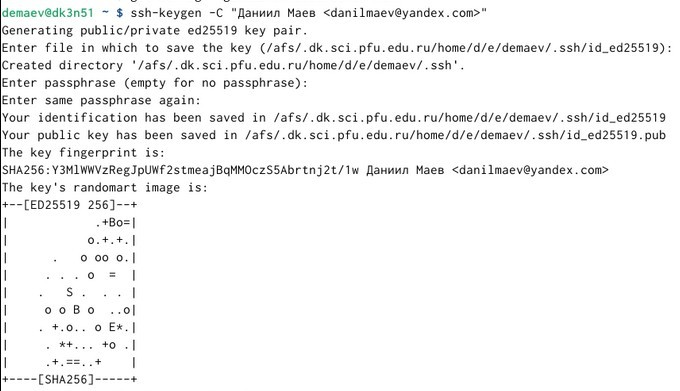 demaev@dk3n51 ~ $ ssh-keygen -C "Даниил Маев <danilmaev@yandex.com>"
Generating public/private ed25519 key pair.
Enter file in which to save the key (/afs/.dk.sci.pfu.edu.ru/home/d/e/demaev/.ssh/id_ed25519):
Created directory '/afs/.dk.sci.pfu.edu.ru/home/d/e/demaev/.ssh'.
Enter passphrase (empty for no passphrase):
Enter same passphrase again:
Your identification has been saved in /afs/.dk.sci.pfu.edu.ru/home/d/e/demaev/.ssh/id_ed25519
Your public key has been saved in /afs/.dk.sci.pfu.edu.ru/home/d/e/demaev/.ssh/id_ed25519.pub
The key fingerprint is:
SHA256:Y3MlWWVzRegJpUWf2stmeajBqMMOczS5Abrtnj2t/1w Даниил Маев <danilmaev@yandex.com>
The key's randomart image is:
+--[ED25519 256]--+
|            .+Bo=|
|           o.+.+.|
|      .   o oo o.|
|     . . . o  =  |
|    .   S .  . . |
|     o o B o  ..o|
|    . +.o.. o E*.|
|     . *+... +o .|
|     .+.==..+    |
+----[SHA256]-----+